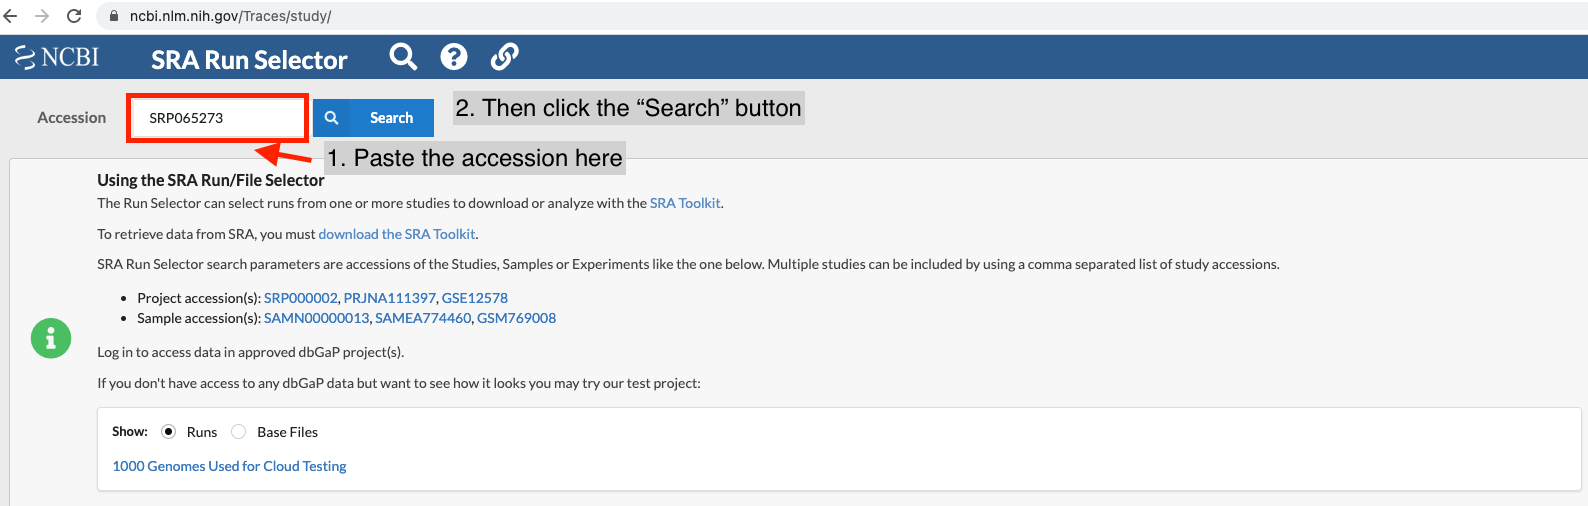 ncbi.nlm.nih.gov/Traces/study/
NCBI SRA Run Selector
Accession SRP065273 Search 2. Then click the “Search” button
1. Paste the accession here
Using the SRA Run/File Selector
The Run Selector can select runs from one or more studies to download or analyze with the SRA Toolkit.
To retrieve data from SRA, you must download the SRA Toolkit.
SRA Run Selector search parameters are accessions of the Studies, Samples or Experiments like the one below. Multiple studies can be included by using a comma separated list of study accessions.
• Project accession(s): SRP000002, PRJNA111397, GSE12578
• Sample accession(s): SAMN00000013, SAMEA774460, GSM769008
Log in to access data in approved dbGaP project(s).
If you don't have access to any dbGaP data but want to see how it looks you may try our test project:
Show: Runs Base Files
1000 Genomes Used for Cloud Testing